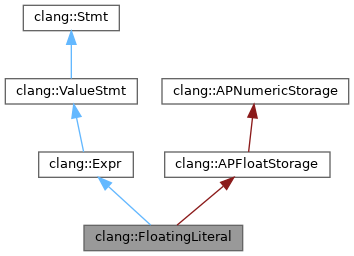 clang::Stmt
clang::ValueStmt
clang::APNumericStorage
clang::Expr
clang::APFloatStorage
clang::FloatingLiteral